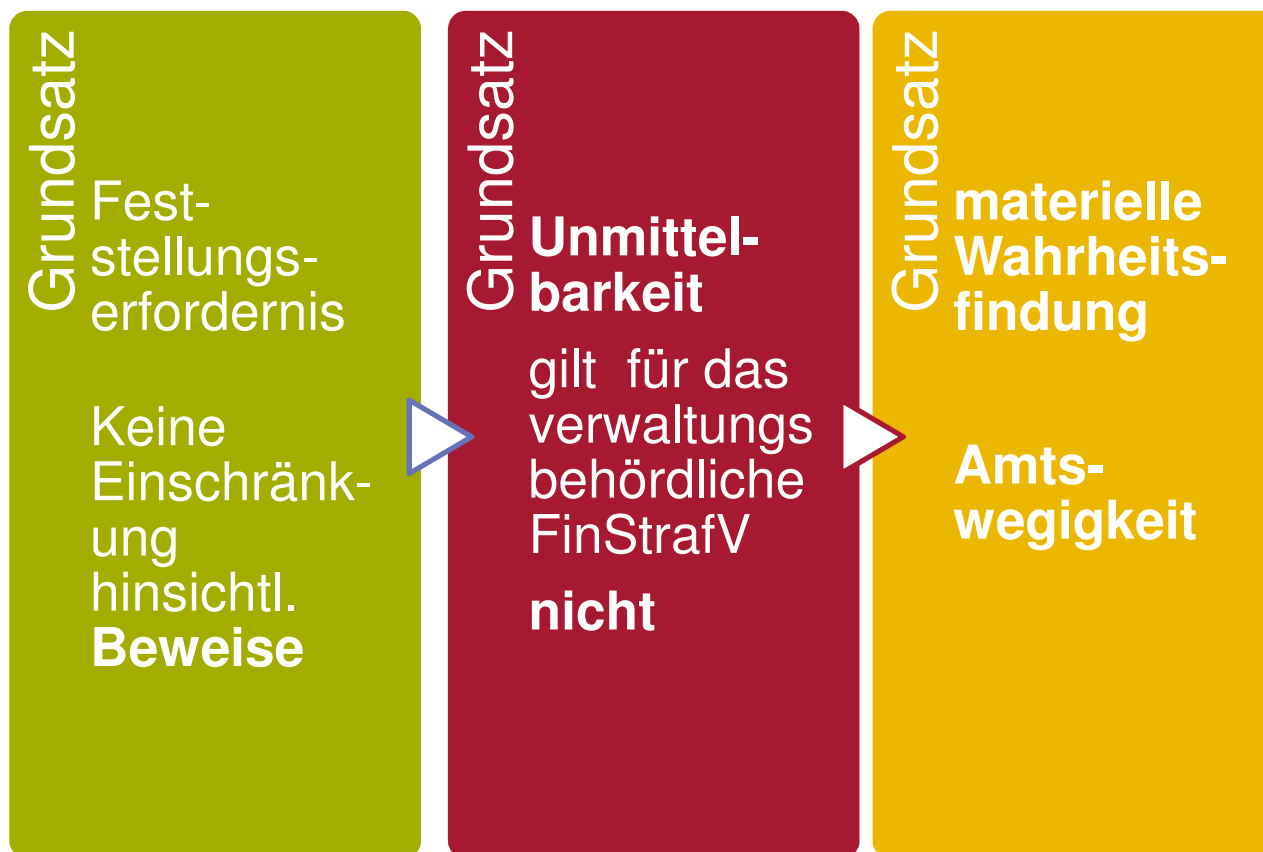 Grundsatz
Fest-
stellungs-
erfordernis
Keine
Einschränk-
ung
hinsichtl.
Beweise
Grundsatz
Unmittel-
barkeit
gilt für das
verwaltungs
behördliche
FinStrafV
nicht
Grundsatz
materielle
Wahrheits-
findung
Amts-
wegigkeit